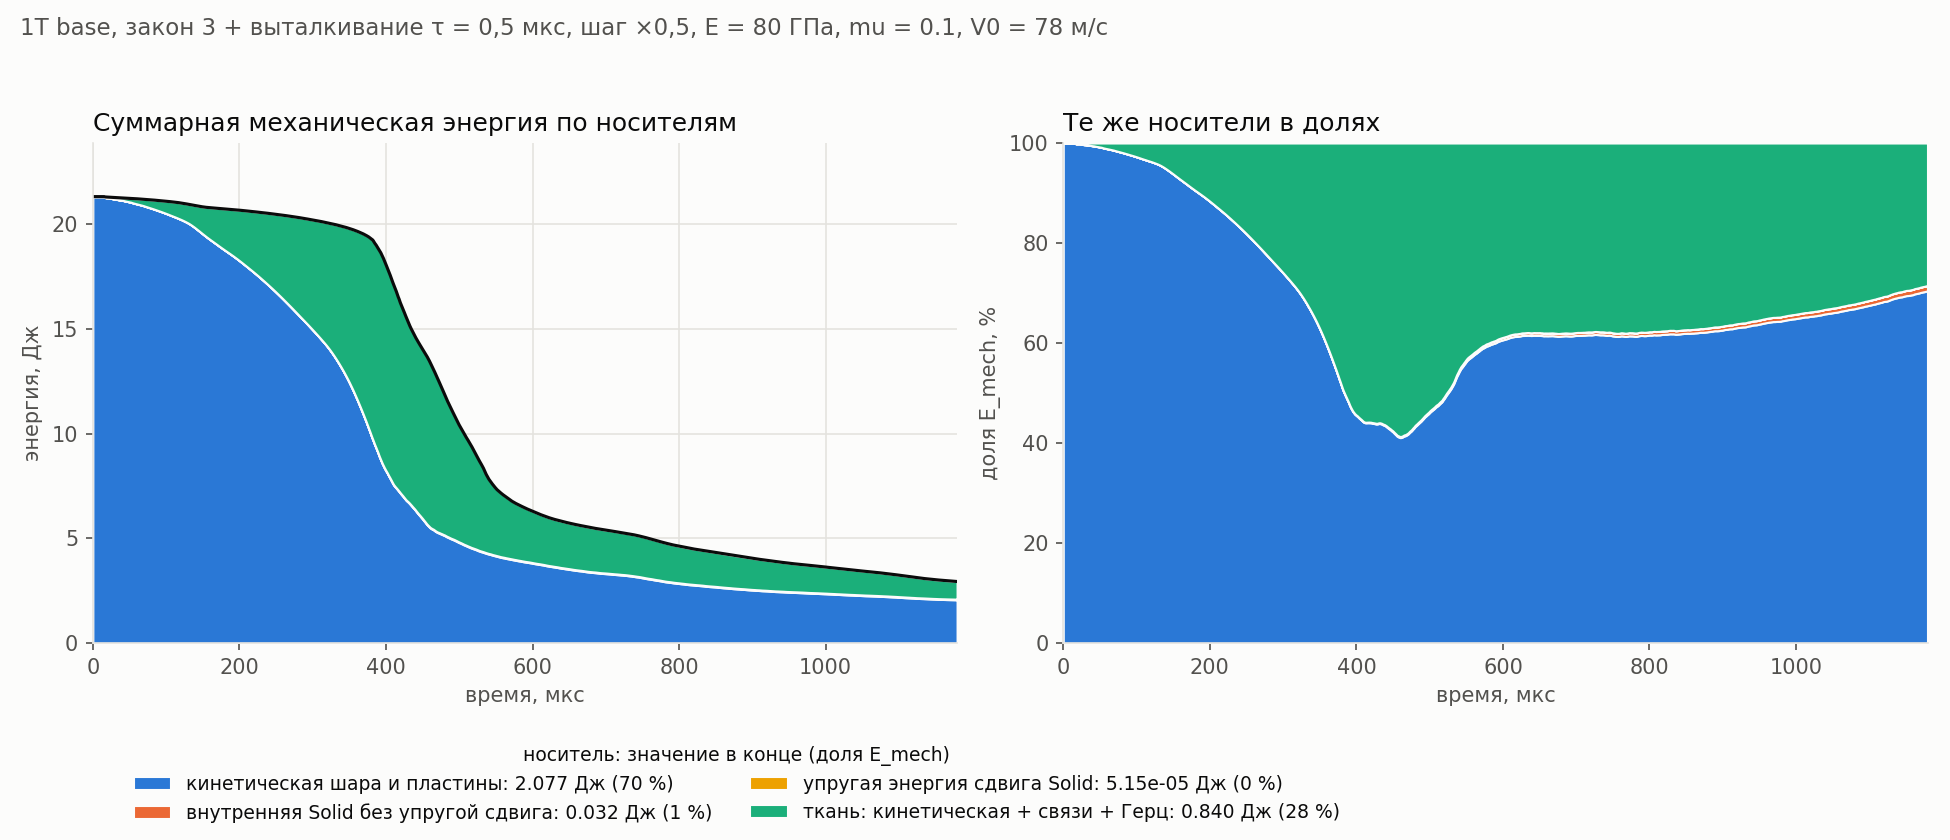 1T base, закон 3 + выталкивание τ = 0,5 мкс, шаг ×0,5, E = 80 ГПа, mu = 0.1, V0 = 78 м/с
Суммарная механическая энергия по носителям
энергия, Дж
20
15
10
5
0
0 200 400 600 800 1000
время, мкс
Те же носители в долях
доля E_mech, %
100
80
60
40
20
0
0 200 400 600 800 1000
время, мкс
носитель: значение в конце (доля E_mech)
кинетическая шара и пластины: 2.077 Дж (70 %)
внутренняя Solid без упругой сдвига: 0.032 Дж (1 %)
упругая энергия сдвига Solid: 5.15e-05 Дж (0 %)
ткань: кинетическая + связи + Герц: 0.840 Дж (28 %)